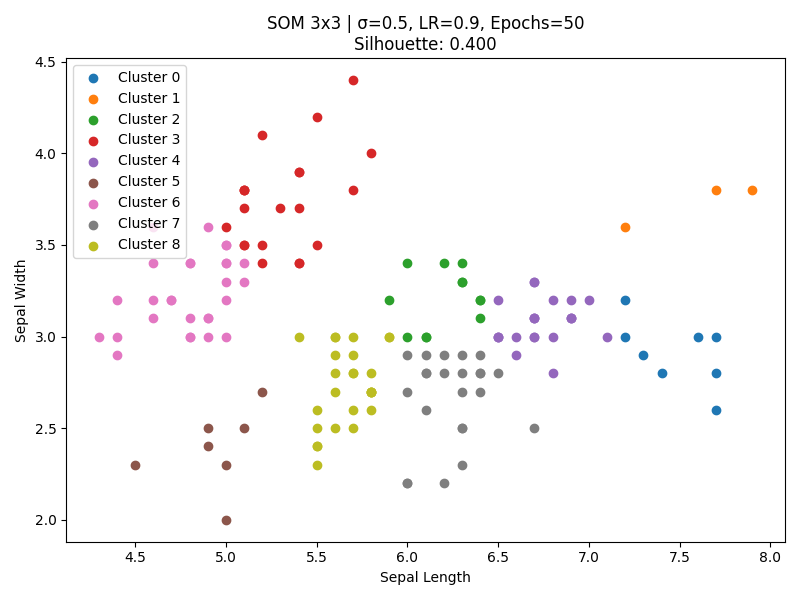 SOM 3x3 | σ=0.5, LR=0.9, Epochs=50
Silhouette: 0.400
Cluster 0
Cluster 1
Cluster 2
Cluster 3
Cluster 4
Cluster 5
Cluster 6
Cluster 7
Cluster 8
4.5
4.0
3.5
3.0
2.5
2.0
Sepal Width
4.5 5.0 5.5 6.0 6.5 7.0 7.5 8.0
Sepal Length